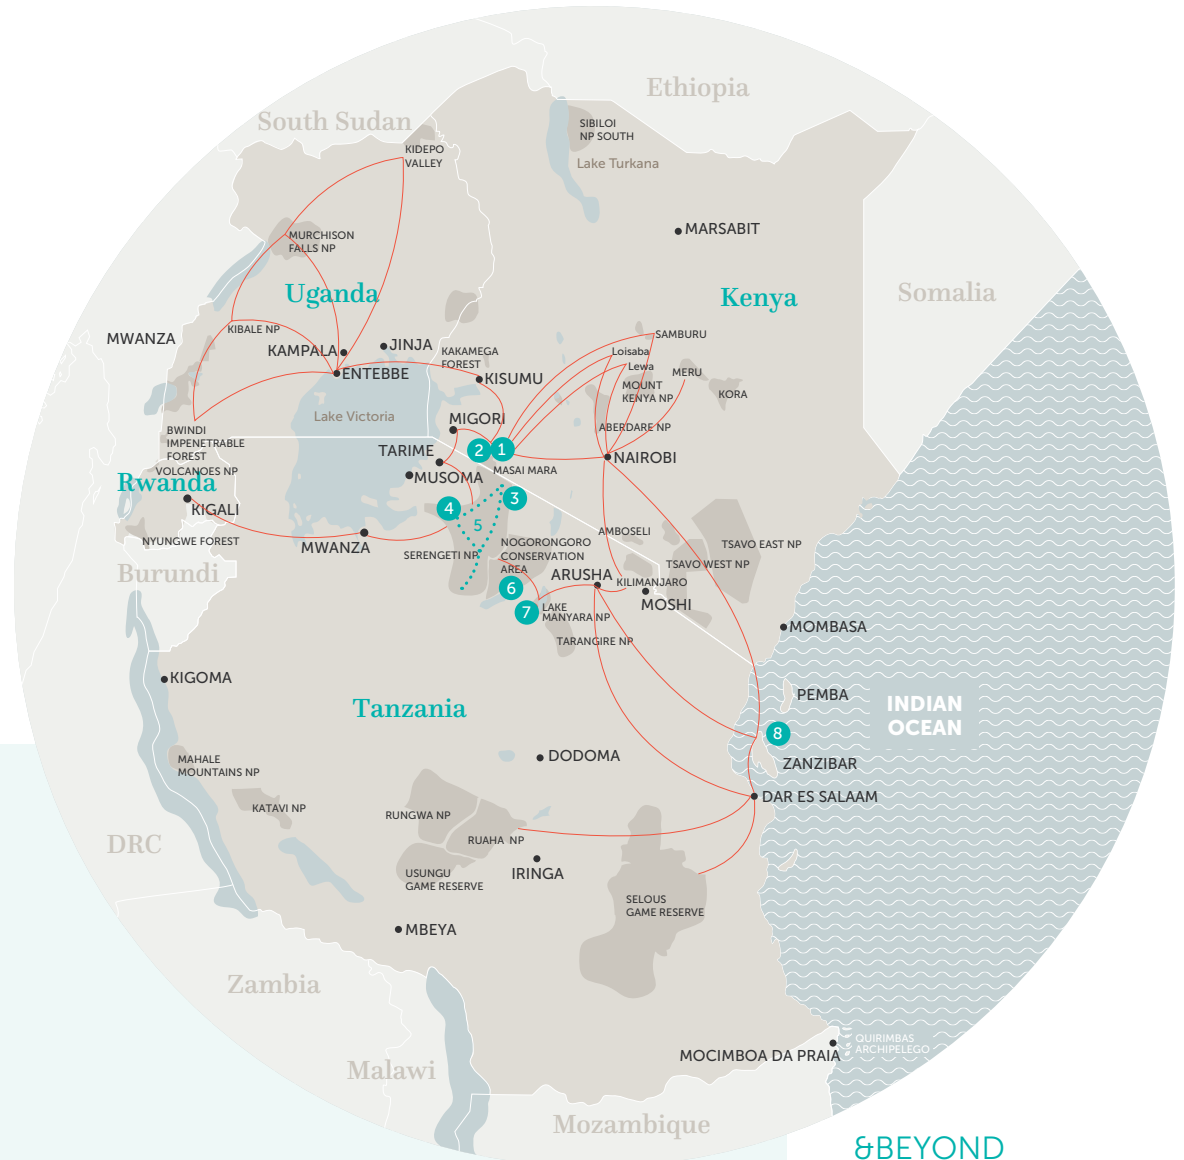 Ethiopia
South Sudan
SIBILOI
NP SOUTH
KIDEPO
VALLEY
Lake Turkana
MARSABIT
MURCHISON
FALLS NP
Uganda
Kenya
Somalia
KIBALE NP
MWANZA
KAMPALA
JINJA
KAKAMEGA
FOREST
SAMBURU
Loisaba
Lewa
ENTEBBE
KISUMU
MERU
MOUNT
KENYA NP
KORA
Lake Victoria
MIGORI
ABERDARE NP
BWINDI
IMPENETRABLE
FOREST
TARIME
2
1
NAIROBI
VOLCANOES NP
MASAI MARA
Rwanda
MUSOMA
3
KIGALI
4
5
AMBOSELI
NYUNGWE FOREST
MWANZA
SERENGETI NP
NOGORONGORO
CONSERVATION
AREA
TSAVO EAST NP
TSAVO WEST NP
Burundi
ARUSHA
KILIMANJARO
6
MOSHI
7
LAKE
MANYARA NP
MOMBASA
TARANGIRE NP
KIGOMA
PEMBA
Tanzania
INDIAN
OCEAN
8
DODOMA
ZANZIBAR
MAHALE
MOUNTAINS NP
DAR ES SALAAM
KATAVI NP
RUNGWA NP
DRC
RUAHA NP
USUNGU
GAME RESERVE
IRINGA
SELOUS
GAME RESERVE
MBEYA
Zambia
QUIRIMBAS
ARCHIPELEGO
MOCIMBOA DA PRAIA
Malawi
Mozambique
&BEYOND